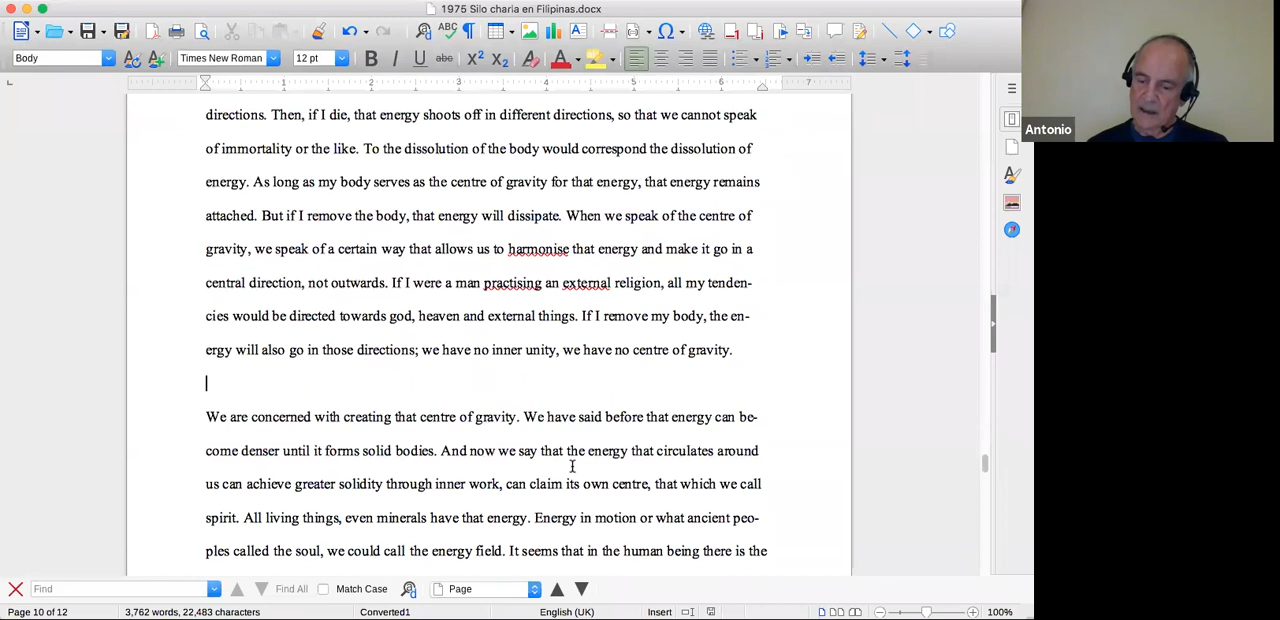 1975 Silo charia en Filipinas.docx
Body
Times New Roman
12 pt
1 2 3 4 5 6 7
directions. Then, if I die, that energy shoots off in different directions, so that we cannot speak
of immortality or the like. To the dissolution of the body would correspond the dissolution of
energy. As long as my body serves as the centre of gravity for that energy, that energy remains
attached. But if I remove the body, that energy will dissipate. When we speak of the centre of
gravity, we speak of a certain way that allows us to harmonise that energy and make it go in a
central direction, not outwards. If I were a man practising an external religion, all my tenden-
cies would be directed towards god, heaven and external things. If I remove my body, the en-
ergy will also go in those directions; we have no inner unity, we have no centre of gravity.
We are concerned with creating that centre of gravity. We have said before that energy can be-
come denser until it forms solid bodies. And now we say that the energy that circulates around
us can achieve greater solidity through inner work, can claim its own centre, that which we call
spirit. All living things, even minerals have that energy. Energy in motion or what ancient peo-
ples called the soul, we could call the energy field. It seems that in the human being there is the
Find
Find All
Match Case
Page
Page 10 of 12
3,762 words, 22,483 characters
Converted1
English (UK)
Insert
100%
Antonio